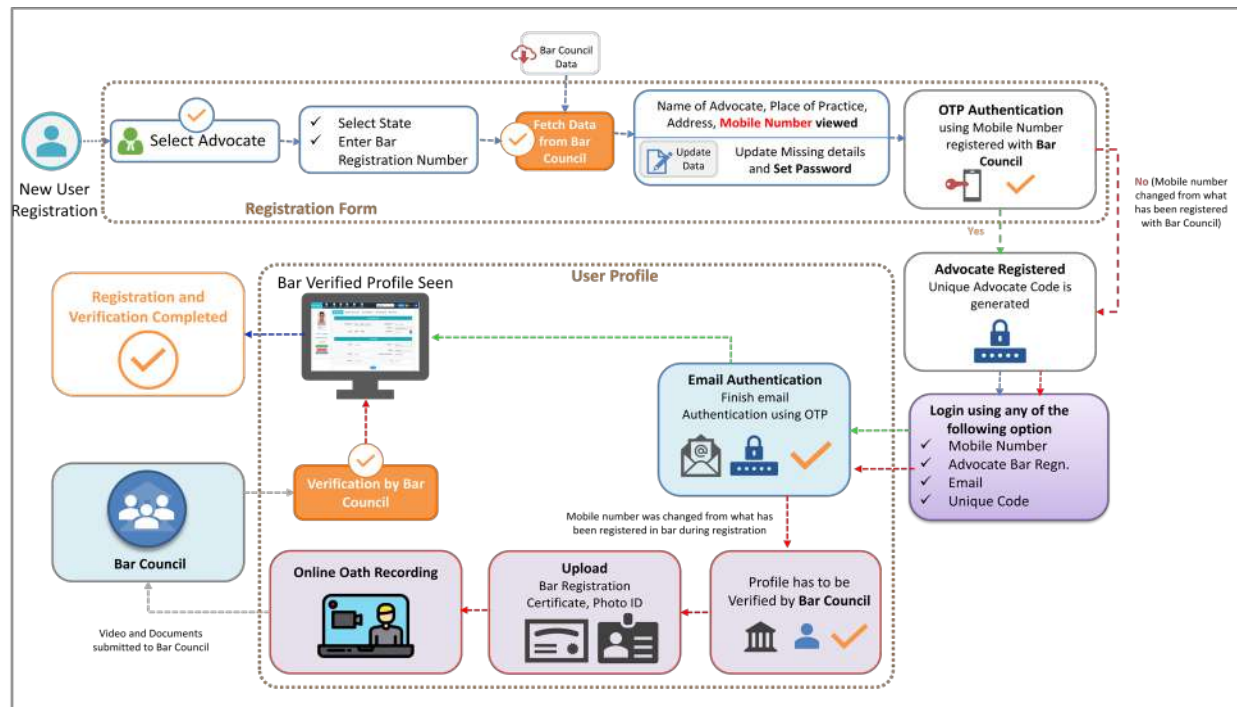 Bar Council
Data
New User
Registration
Select Advocate
✓ Select State
✓ Enter Bar
Registration Number
Fetch Data
from Bar
Council
Name of Advocate, Place of Practice,
Address, Mobile Number viewed
Update
Data
Update Missing details
and Set Password
OTP Authentication
using Mobile Number
registered with Bar
Council
Registration Form
No (Mobile number
changed from what
has been registered
with Bar Council)
Yes
Advocate Registered
Unique Advocate Code is
generated
Login using any of the
following option
✓ Mobile Number
✓ Advocate Bar Regn.
✓ Email
✓ Unique Code
User Profile
Email Authentication
Finish email
Authentication using OTP
Bar Verified Profile Seen
Registration and
Verification Completed
Verification by Bar
Council
Bar Council
Mobile number was changed from what has
been registered in bar during registration
Profile has to be
Verified by Bar Council
Upload
Bar Registration
Certificate, Photo ID
Online Oath Recording
Video and Documents
submitted to Bar Council